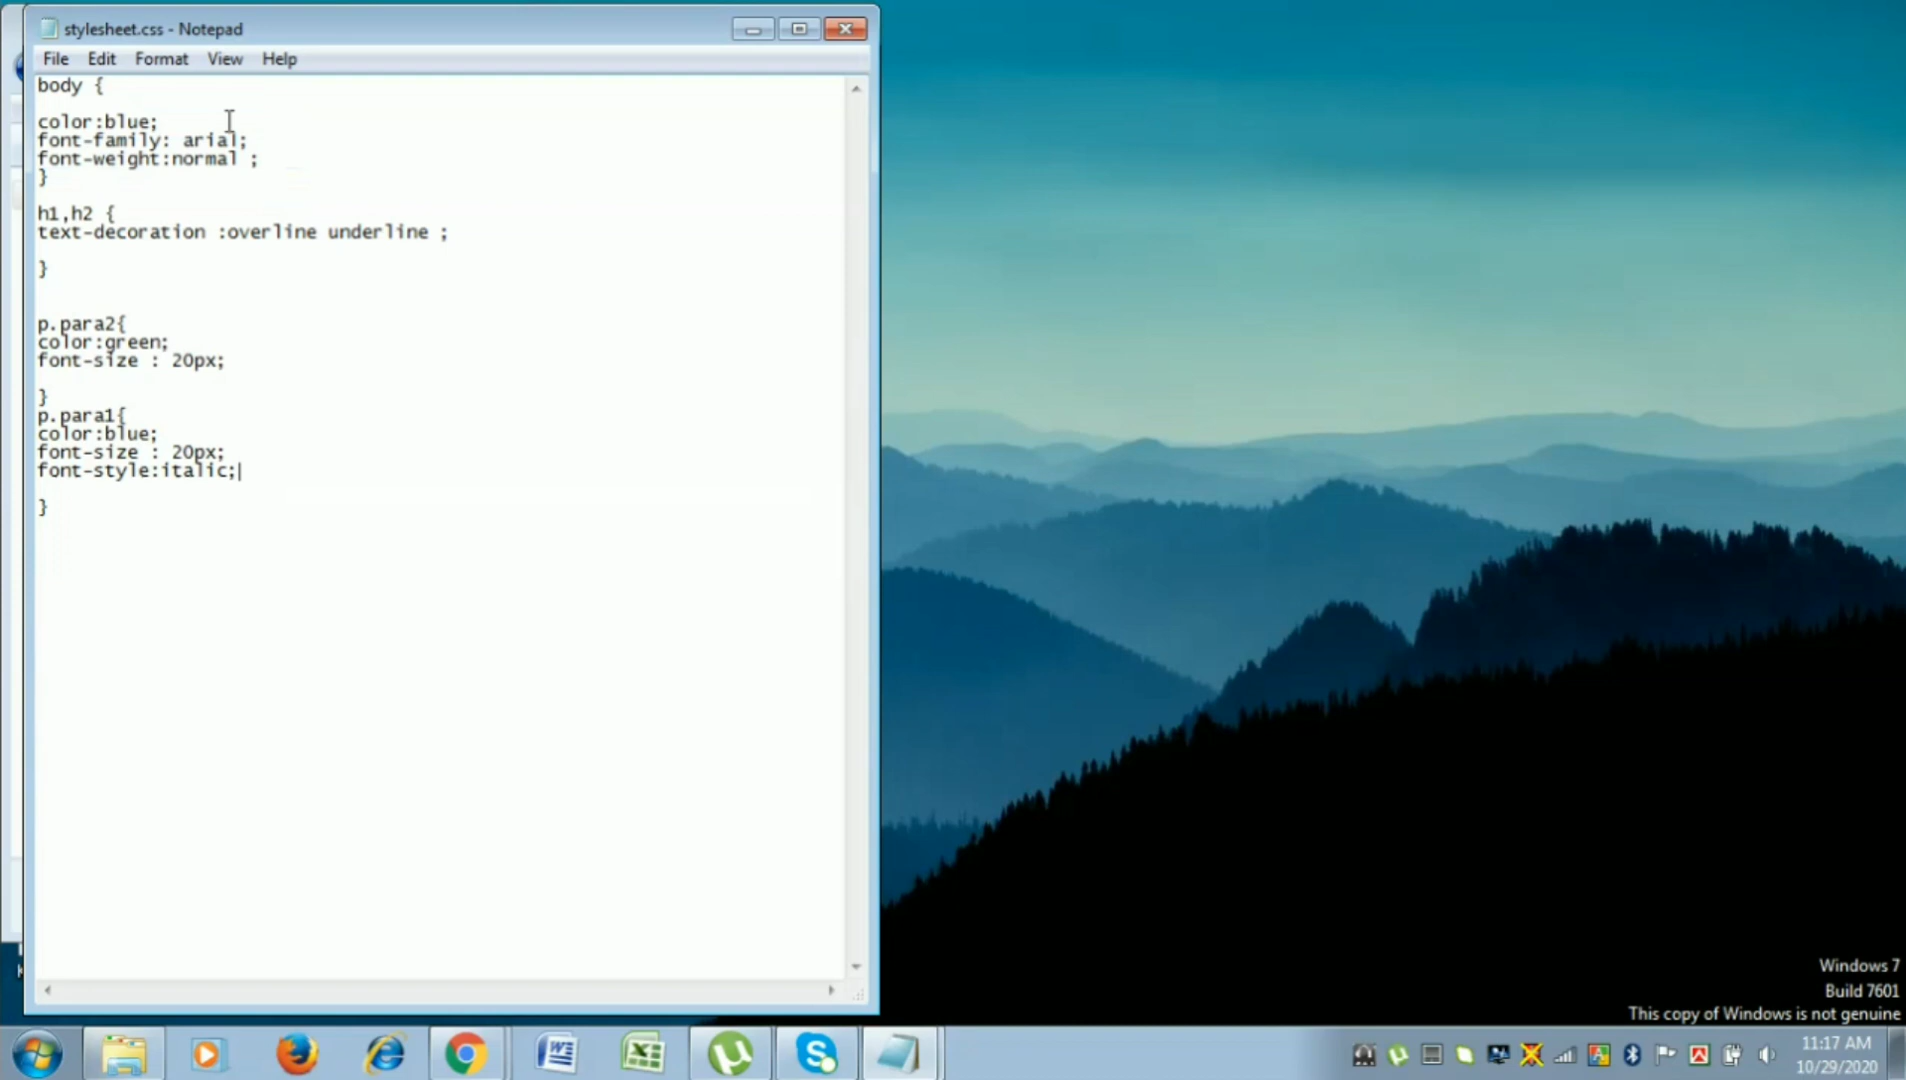 stylesheet.css - Notepad
File Edit Format View Help
body {
color:blue;
font-family: arial;
font-weight:normal ;
}
h1,h2 {
text-decoration :overline underline ;
}
p.para2{
color:green;
font-size : 20px;
}
p.para1{
color:blue;
font-size : 20px;
font-style:italic;
}
Windows 7
Build 7601
This copy of Windows is not genuine
11:17 AM
10/29/2020